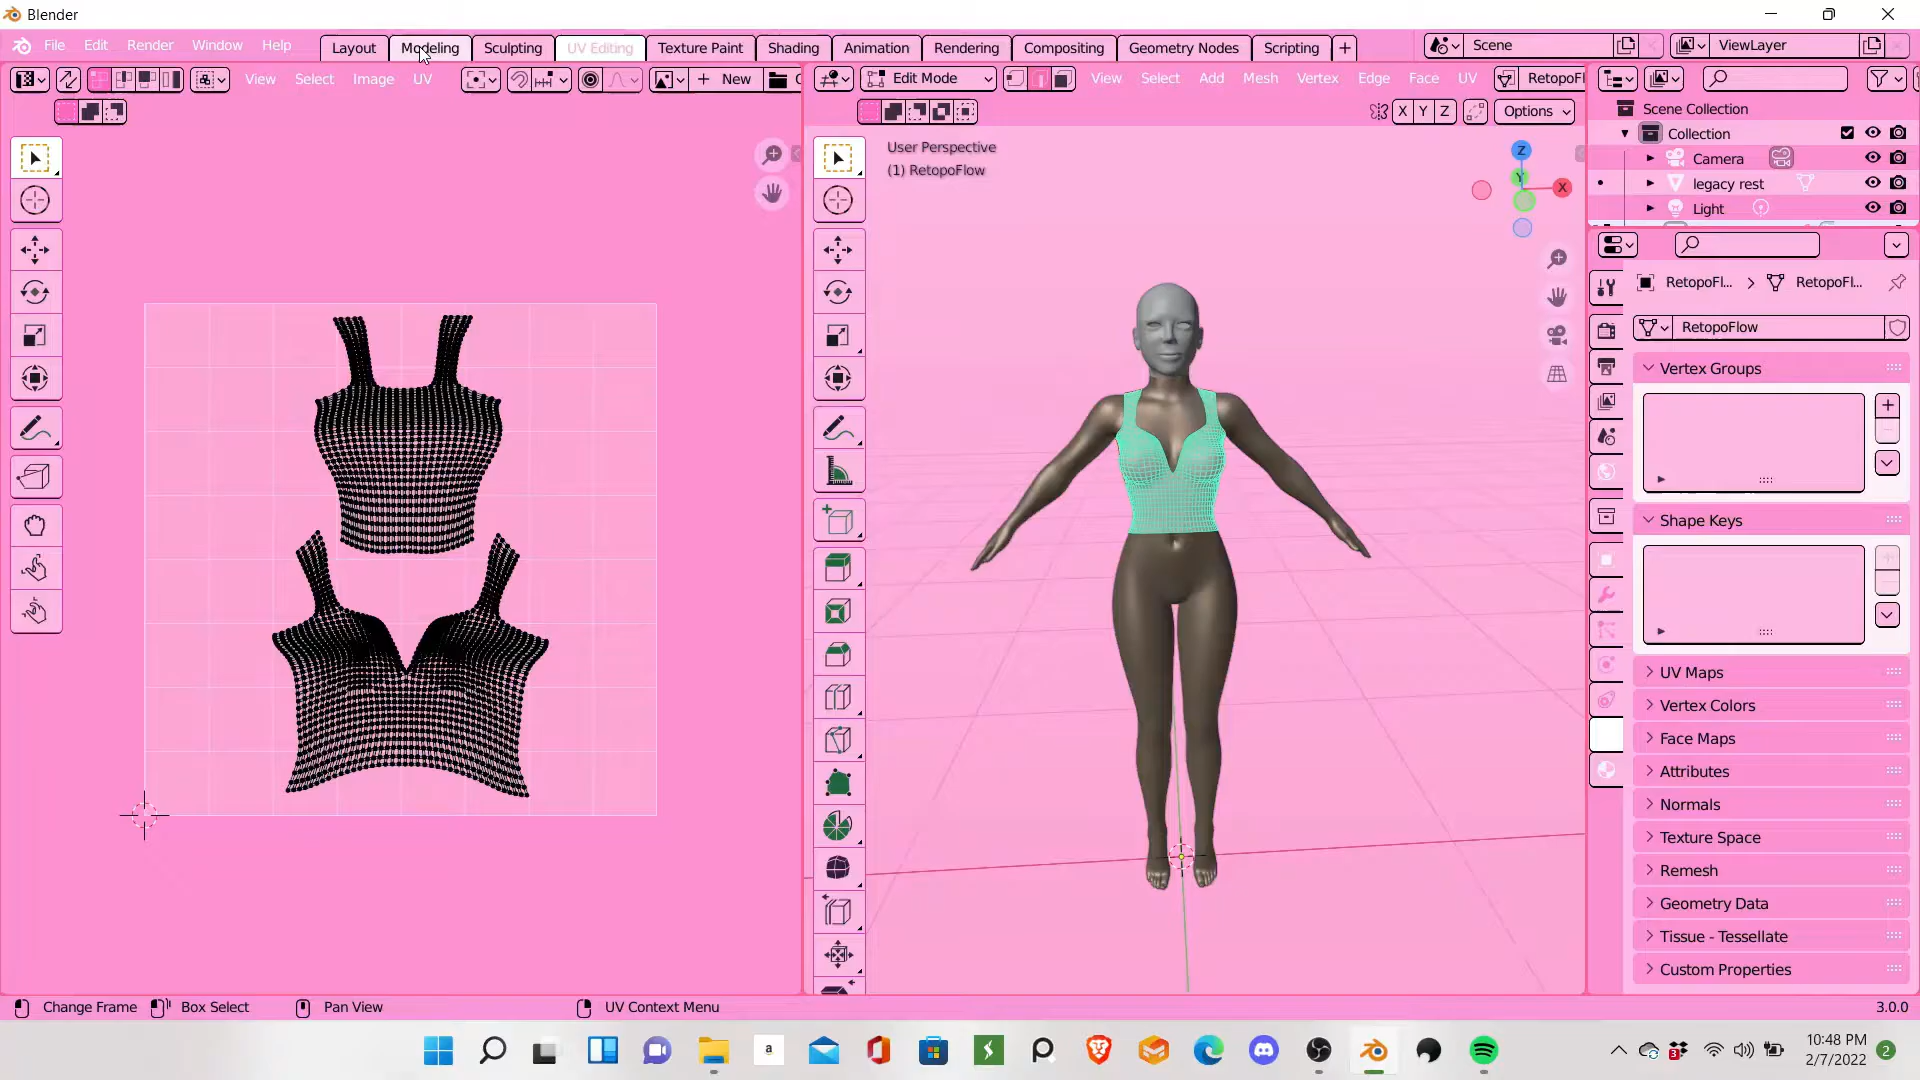 Blender
File Edit Render Window Help Layout Modeling Sculpting UV Editing Texture Paint Shading Animation Rendering Compositing Geometry Nodes Scripting + Scene ViewLayer
View Select Image UV New Edit Mode View Select Add Mesh Vertex Edge Face UV RetopoFl
X Y Z Options
Scene Collection
Collection
Camera
legacy rest
Light
User Perspective
(1) RetopoFlow
Z
Y
X
RetopoFl... RetopoFl...
RetopoFlow
Vertex Groups
Shape Keys
UV Maps
Vertex Colors
Face Maps
Attributes
Normals
Texture Space
Remesh
Geometry Data
Tissue - Tessellate
Custom Properties
Change Frame Box Select Pan View UV Context Menu 3.0.0
a
10:48 PM
2/7/2022
2
3